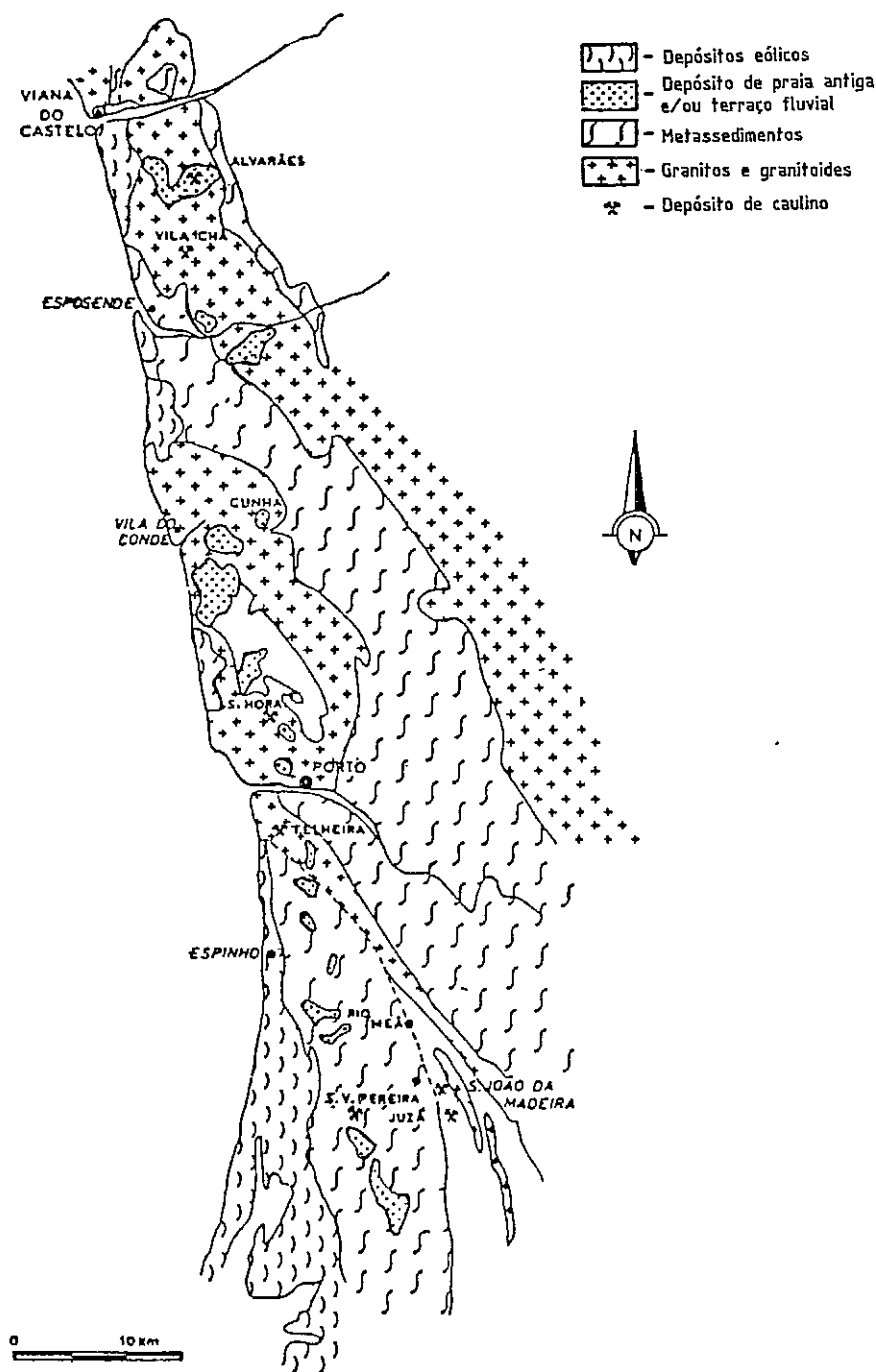 - Depósitos eólicos
- Depósito de praia antiga
e/ou terraço fluvial
- Metassedimentos
- Granitos e granitoides
- Depósito de caulino
VIANA
DO
CASTELO
ALVARÃES
VILA CHÃ
ESPOSENDE
CUNHA
VILA DO
CONDE
N
S. HORA
PORTO
TELHEIRA
ESPINHO
RIO
MEÃO
S. JOÃO DA
MADEIRA
S. V. PEREIRA
JUZÃ
0 10 km